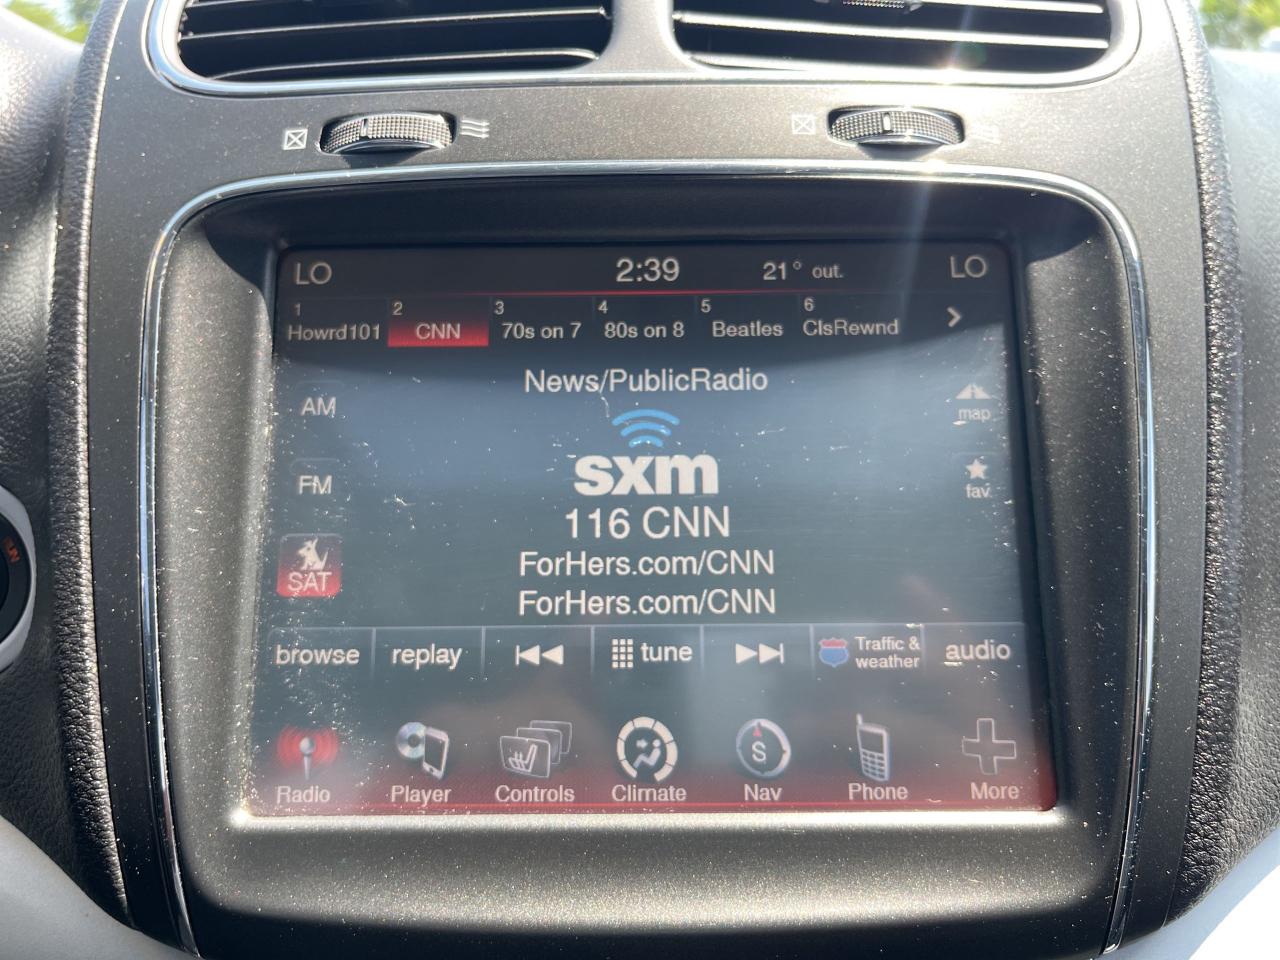 LO 2:39 21° out. LO
1 2 3 4 5 6
Howrd101 CNN 70s on 7 80s on 8 Beatles ClsRewnd
News/PublicRadio
AM
map
sxm
FM
fav
116 CNN
ForHers.com/CNN
SAT
ForHers.com/CNN
browse replay tune Traffic & weather audio
S
Radio Player Controls Climate Nav Phone More
RUN